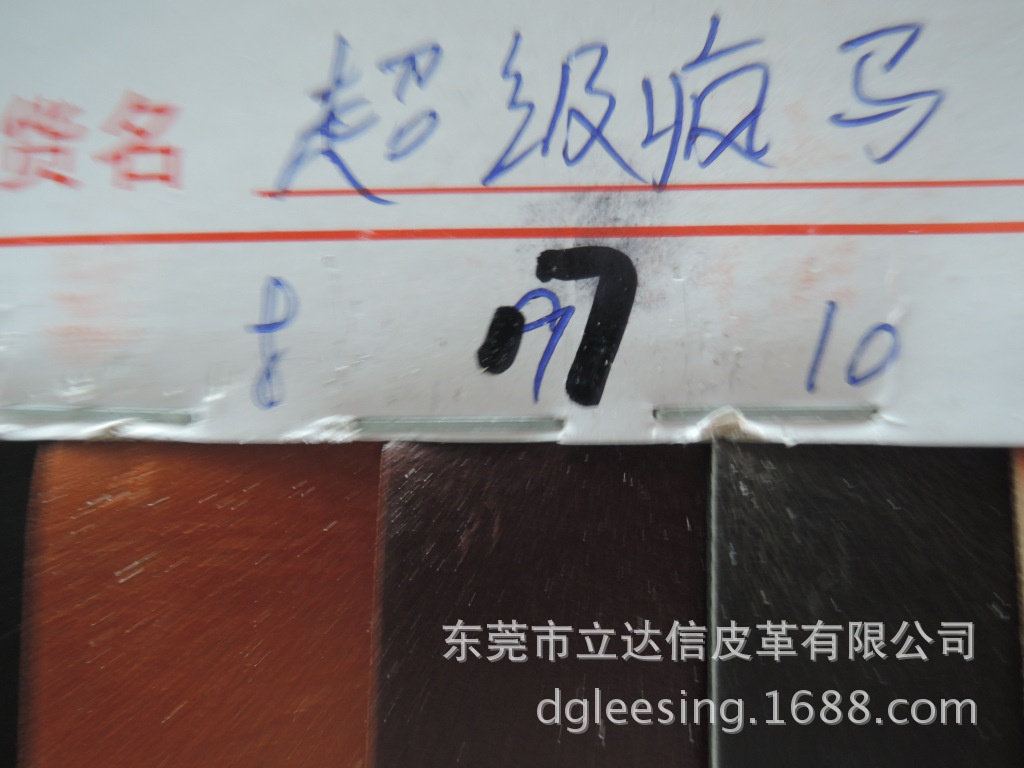 货名 超级疯马
8 9 7 10
东莞市立达信皮革有限公司
dgleesing.1688.com